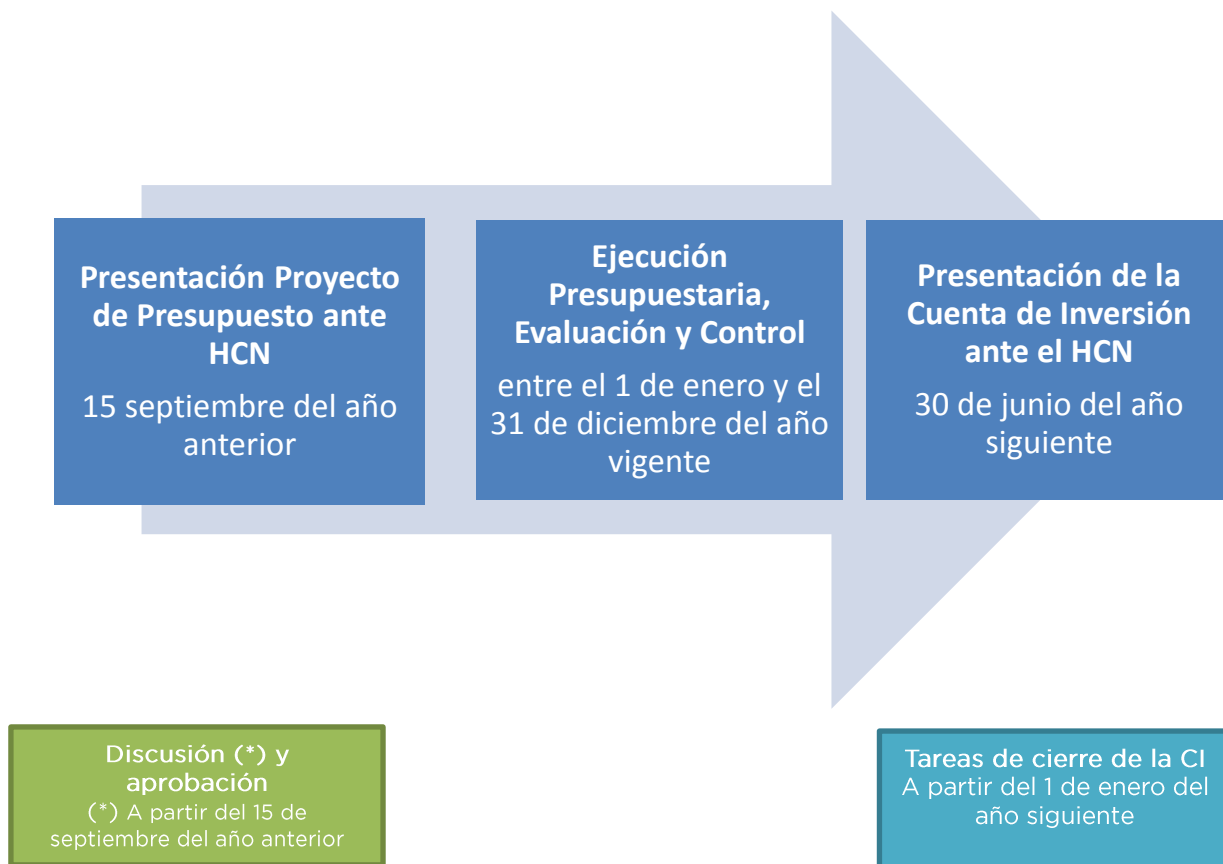 Presentación Proyecto
de Presupuesto ante
HCN
15 septiembre del año
anterior
Ejecución
Presupuestaria,
Evaluación y Control
entre el 1 de enero y el
31 de diciembre del año
vigente
Presentación de la
Cuenta de Inversión
ante el HCN
30 de junio del año
siguiente
Discusión (*) y
aprobación
(*) A partir del 15 de
septiembre del año anterior
Tareas de cierre de la CI
A partir del 1 de enero del
año siguiente